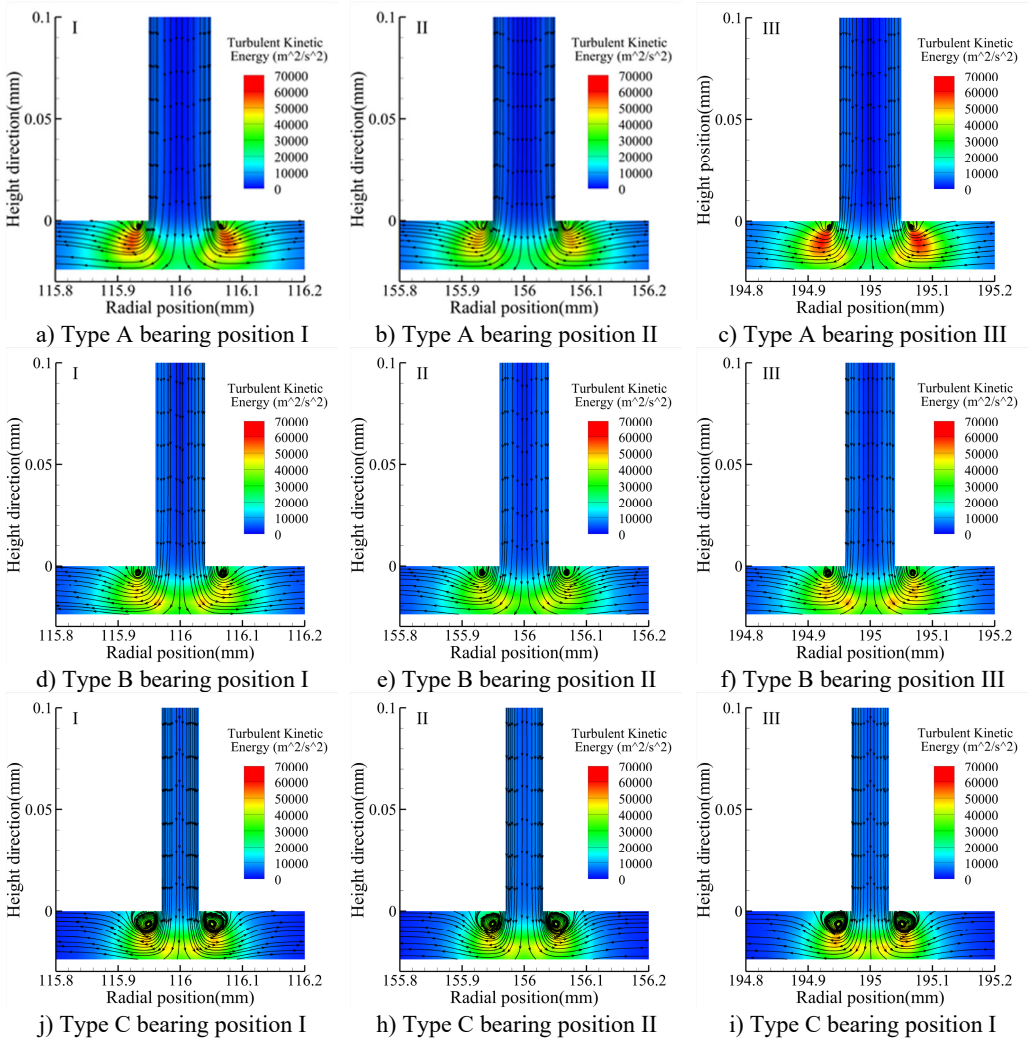 I
Turbulent Kinetic
Energy (m^2/s^2)
70000
60000
50000
40000
30000
20000
10000
0
0.1
0.05
0
Height direction(mm)
115.8 115.9 116 116.1 116.2
Radial position(mm)
a) Type A bearing position I
II
Turbulent Kinetic
Energy (m^2/s^2)
70000
60000
50000
40000
30000
20000
10000
0
0.1
0.05
0
Height direction(mm)
155.8 155.9 156 156.1 156.2
Radial position(mm)
b) Type A bearing position II
III
Turbulent Kinetic
Energy (m^2/s^2)
70000
60000
50000
40000
30000
20000
10000
0
0.1
0.05
0
Height position(mm)
194.8 194.9 195 195.1 195.2
Radial position(mm)
c) Type A bearing position III
I
Turbulent Kinetic
Energy (m^2/s^2)
70000
60000
50000
40000
30000
20000
10000
0
0.1
0.05
0
Height direction(mm)
115.8 115.9 116 116.1 116.2
Radial position(mm)
d) Type B bearing position I
II
Turbulent Kinetic
Energy (m^2/s^2)
70000
60000
50000
40000
30000
20000
10000
0
0.1
0.05
0
Height direction(mm)
155.8 155.9 156 156.1 156.2
Radial position(mm)
e) Type B bearing position II
III
Turbulent Kinetic
Energy (m^2/s^2)
70000
60000
50000
40000
30000
20000
10000
0
0.1
0.05
0
Height direction(mm)
194.8 194.9 195 195.1 195.2
Radial position(mm)
f) Type B bearing position III
I
Turbulent Kinetic
Energy (m^2/s^2)
70000
60000
50000
40000
30000
20000
10000
0
0.1
0.05
0
Height direction(mm)
115.8 115.9 116 116.1 116.2
Radial position(mm)
j) Type C bearing position I
II
Turbulent Kinetic
Energy (m^2/s^2)
70000
60000
50000
40000
30000
20000
10000
0
0.1
0.05
0
Height direction(mm)
155.8 155.9 156 156.1 156.2
Radial position(mm)
h) Type C bearing position II
III
Turbulent Kinetic
Energy (m^2/s^2)
70000
60000
50000
40000
30000
20000
10000
0
0.1
0.05
0
Height direction(mm)
194.8 194.9 195 195.1 195.2
Radial position(mm)
i) Type C bearing position I